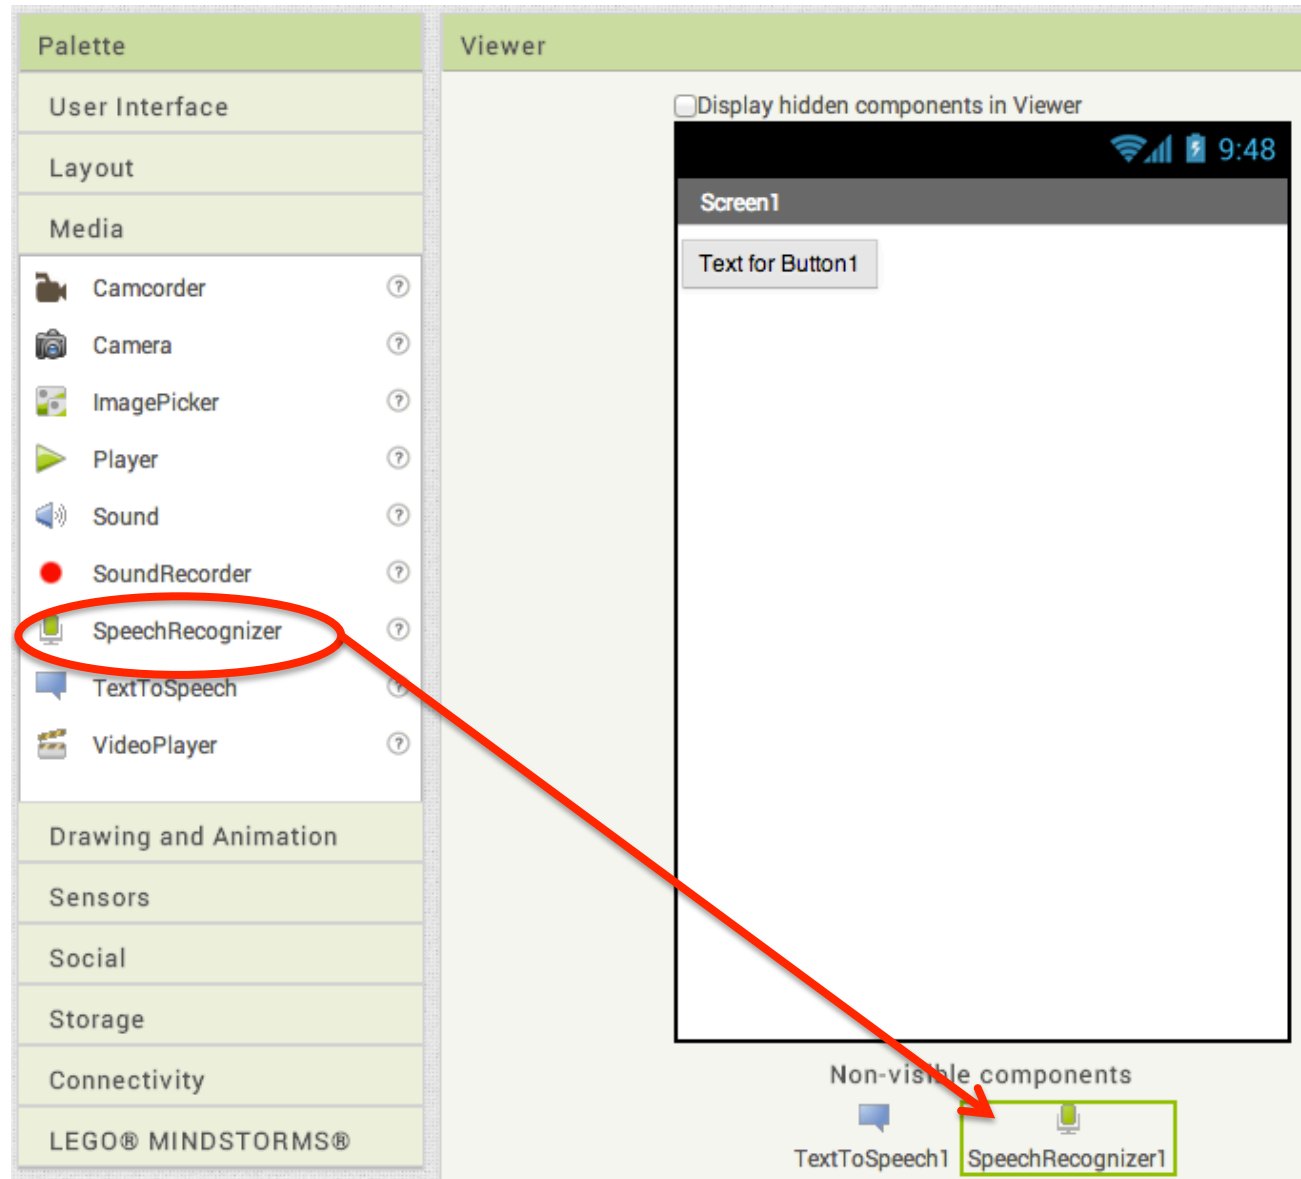 Palette
User Interface
Layout
Media
Camcorder
Camera
ImagePicker
Player
Sound
SoundRecorder
SpeechRecognizer
TextToSpeech
VideoPlayer
Drawing and Animation
Sensors
Social
Storage
Connectivity
LEGO® MINDSTORMS®
Viewer
Display hidden components in Viewer
9:48
Screen1
Text for Button1
Non-visible components
TextToSpeech1 SpeechRecognizer1